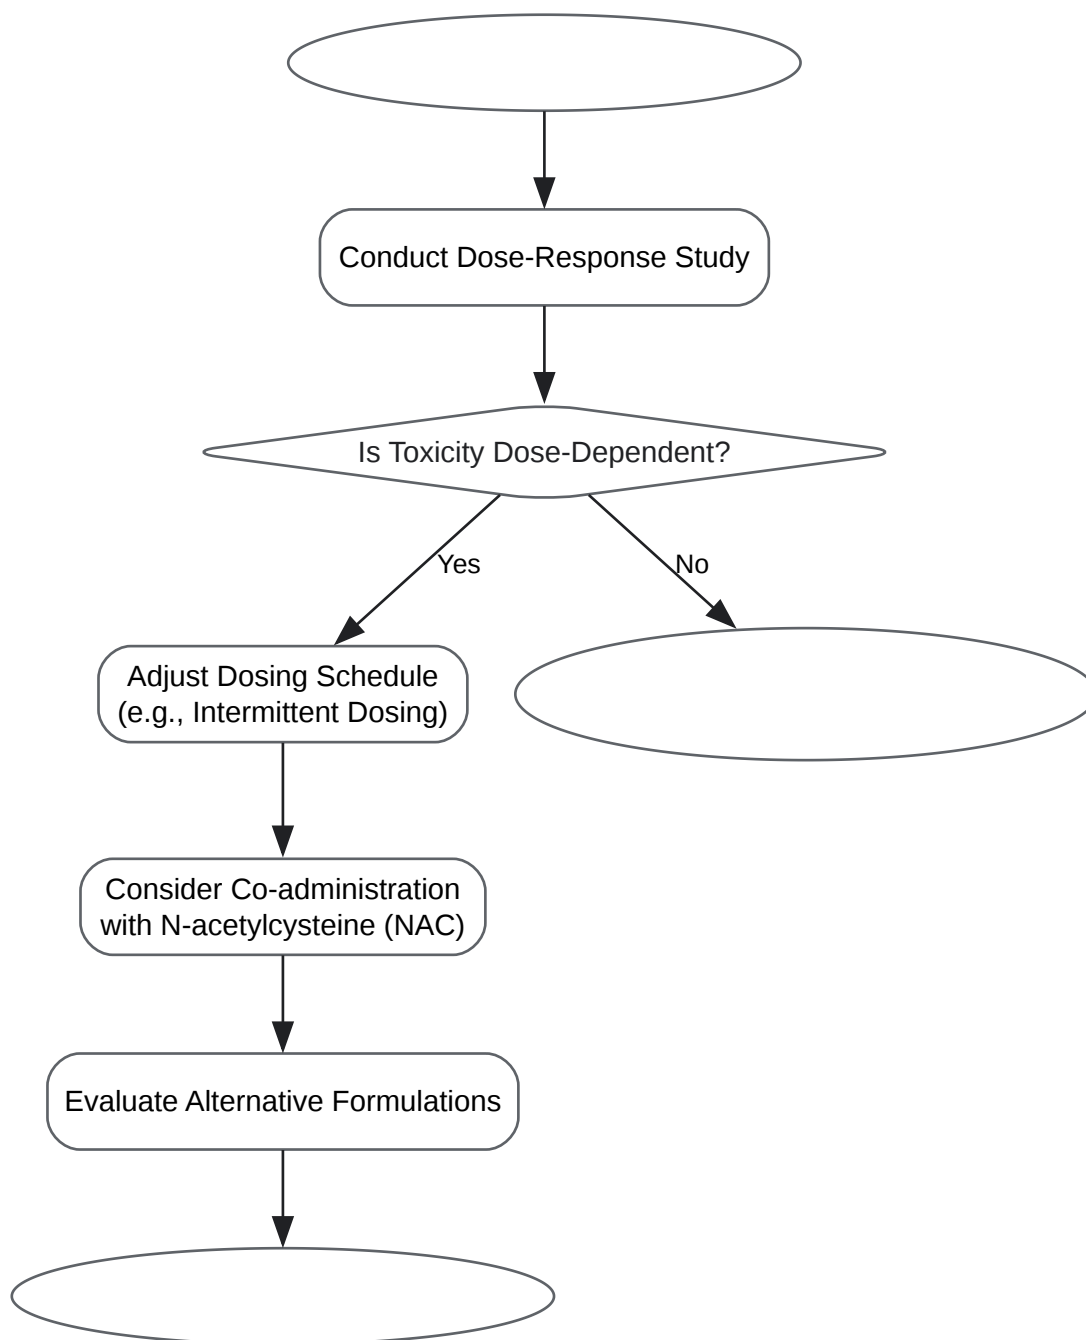 Conduct Dose-Response Study
Is Toxicity Dose-Dependent?
Yes
No
Adjust Dosing Schedule
(e.g., Intermittent Dosing)
Consider Co-administration
with N-acetylcysteine (NAC)
Evaluate Alternative Formulations